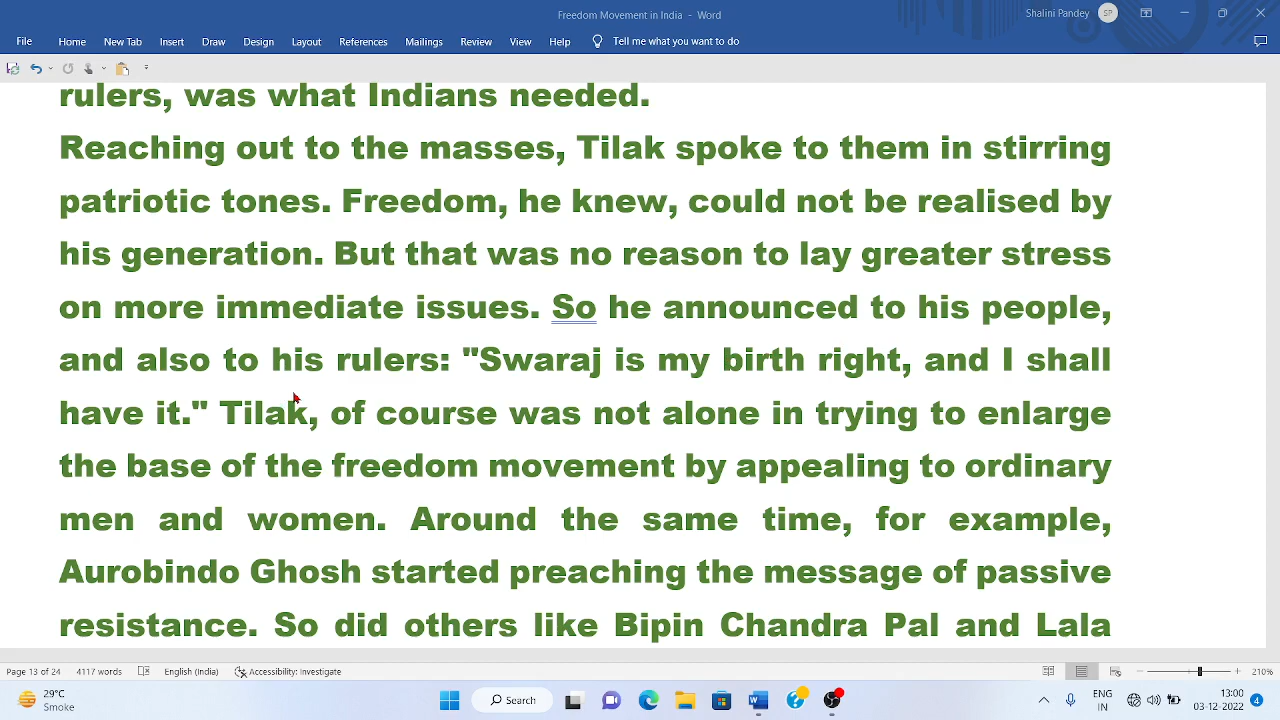 Freedom Movement in India - Word
Shalini Pandey SP
File Home New Tab Insert Draw Design Layout References Mailings Review View Help Tell me what you want to do
rulers, was what Indians needed.
Reaching out to the masses, Tilak spoke to them in stirring
patriotic tones. Freedom, he knew, could not be realised by
his generation. But that was no reason to lay greater stress
on more immediate issues. So he announced to his people,
and also to his rulers: "Swaraj is my birth right, and I shall
have it." Tilak, of course was not alone in trying to enlarge
the base of the freedom movement by appealing to ordinary
men and women. Around the same time, for example,
Aurobindo Ghosh started preaching the message of passive
resistance. So did others like Bipin Chandra Pal and Lala
Page 13 of 24 4117 words English (India) Accessibility: Investigate 210%
29°C
Smoke
Search
ENG
IN
13:00
03-12-2022
4